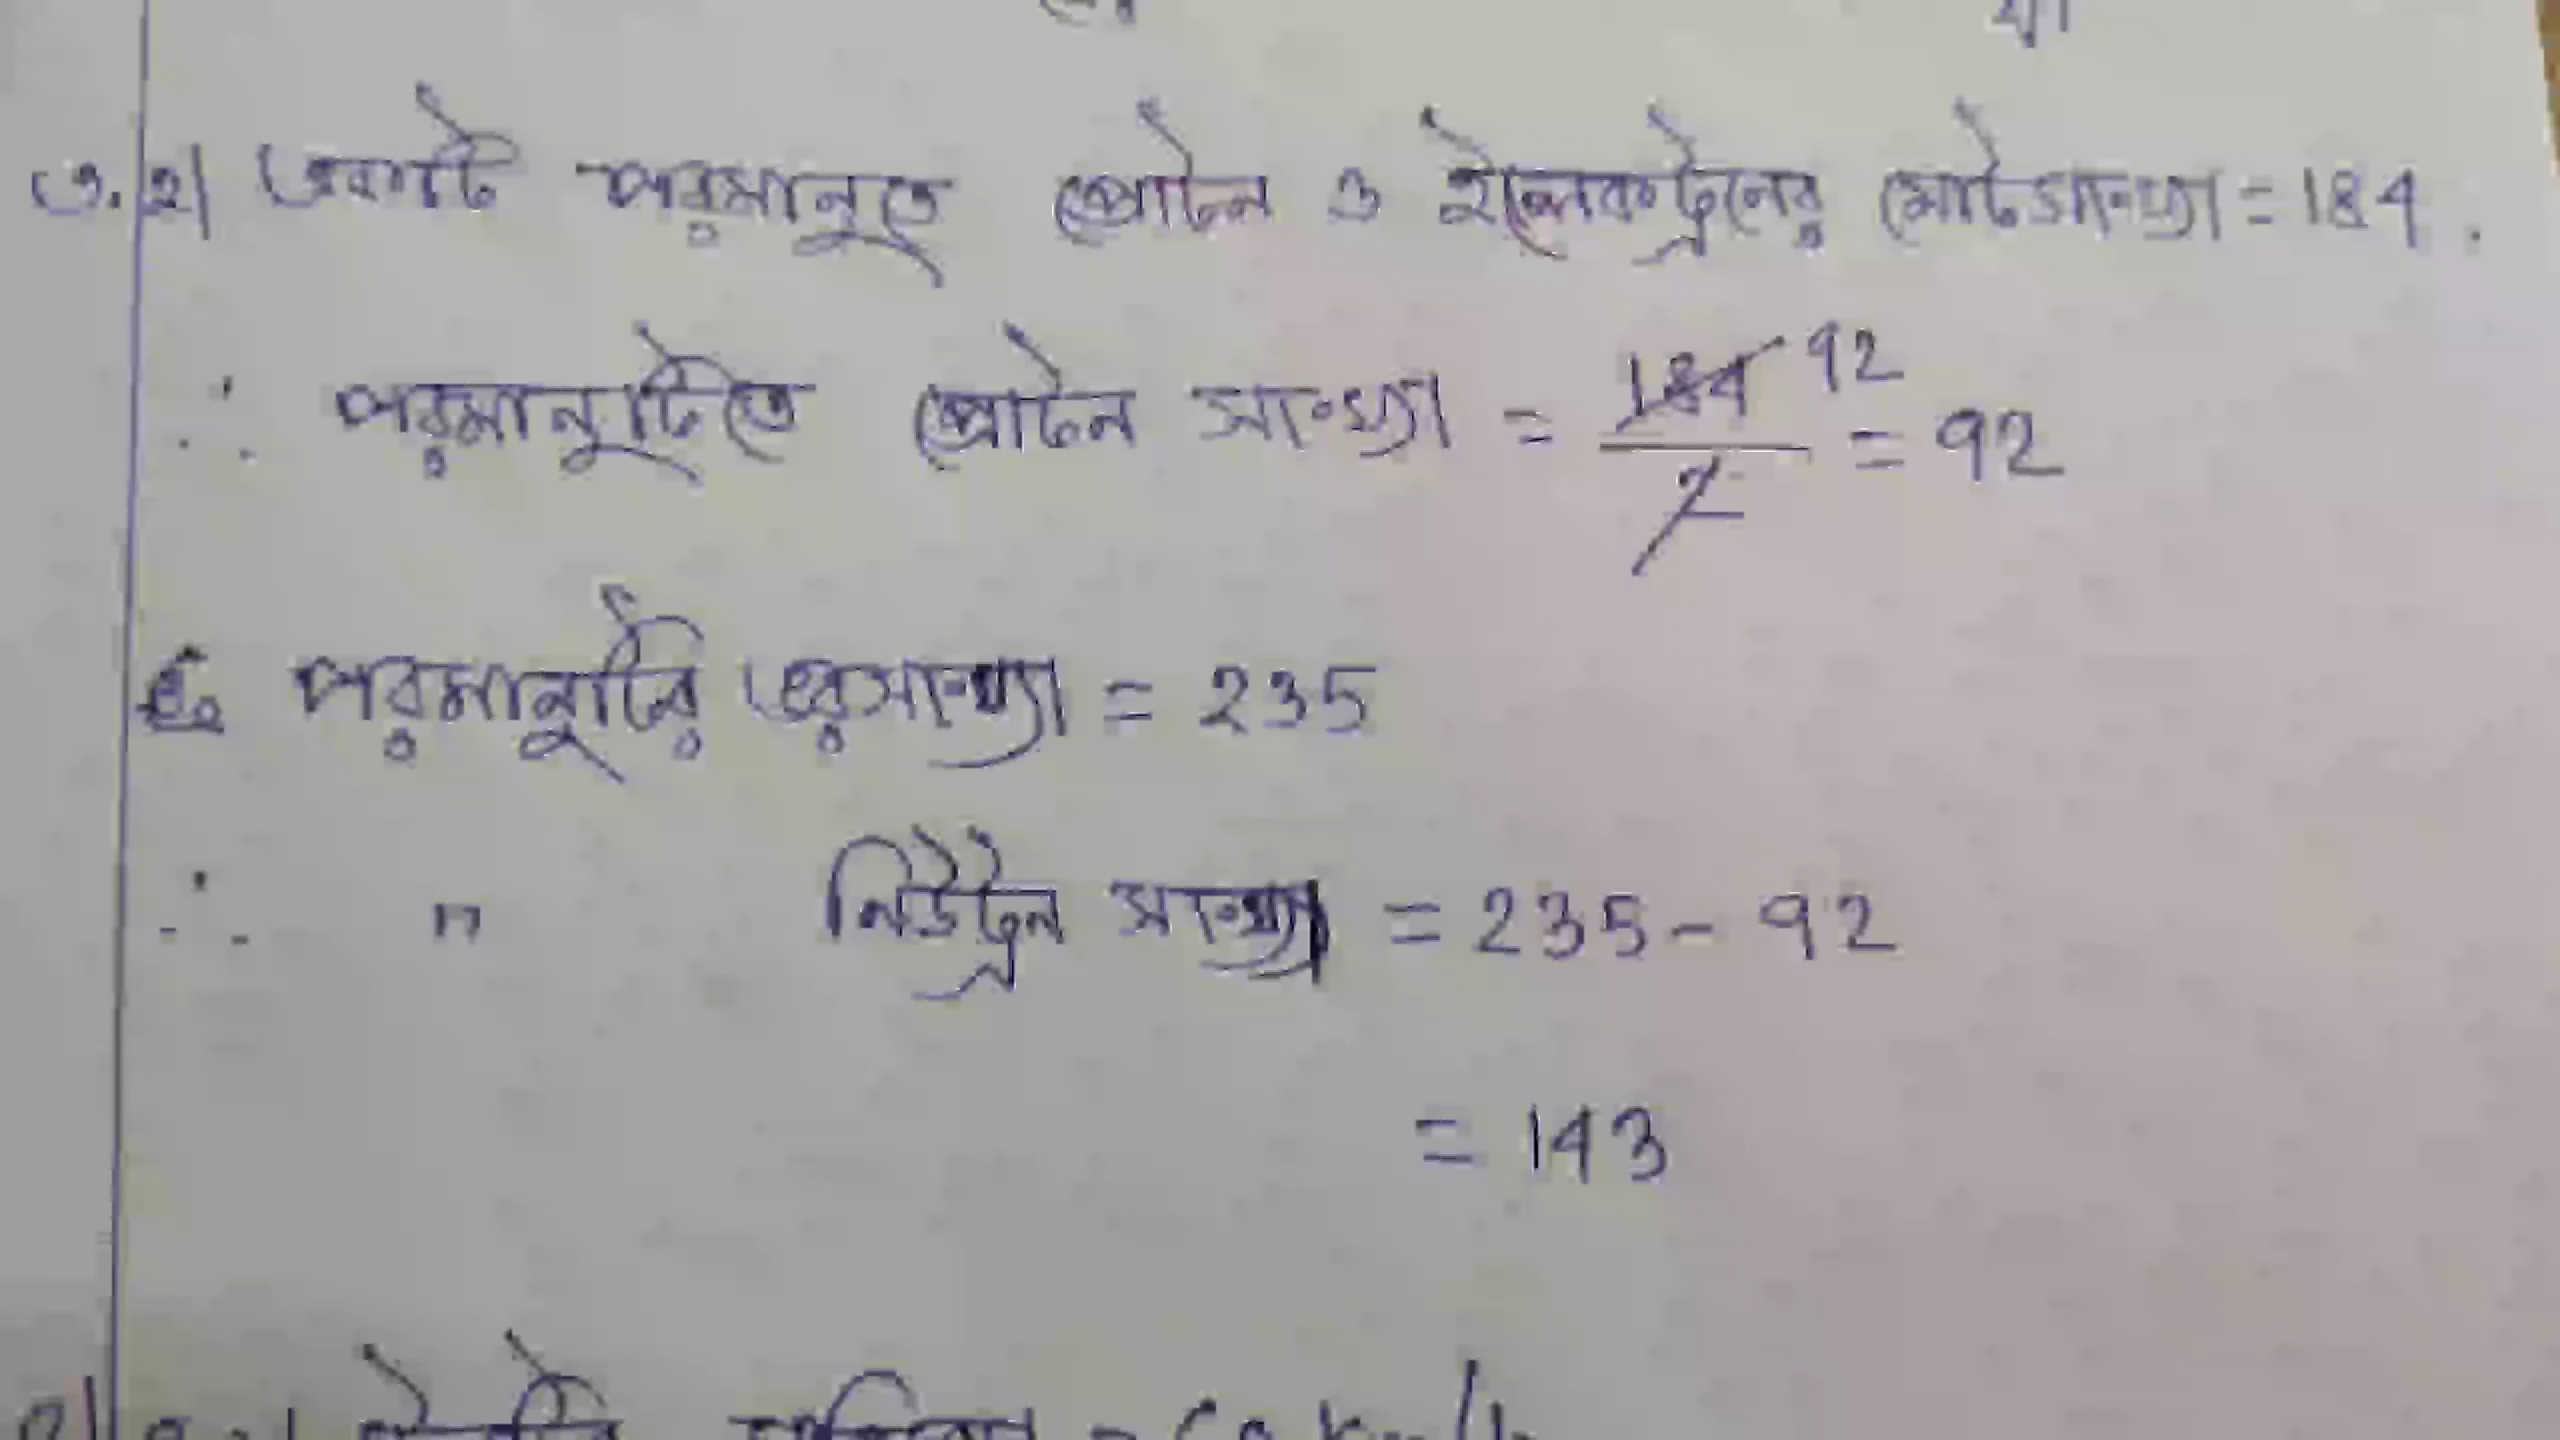 ৩.২। একটি পরমানুতে প্রোটন ও ইলেকট্রনের মোটসংখ্যা = 184.
∴ পরমানুটিতে প্রোটন সংখ্যা = 184/2 92 = 92
পরমানুটির ভরসংখ্যা = 235
∴ " নিউট্রন সংখ্যা = 235 - 92
= 143